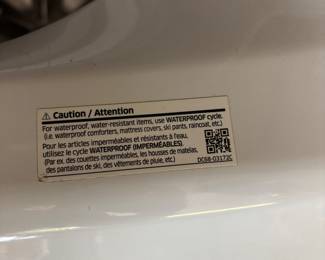 ⚠ Caution / Attention
For waterproof, water-resistant items, use WATERPROOF cycle.
(i.e. waterproof comforters, mattress covers, ski pants, raincoat, etc.)
Pour les articles imperméables et résistants à l'eau,
utilisez le cycle WATERPROOF (IMPERMÉABLES)
(Par ex. des couettes imperméables, les housses de matelas,
des pantalons de ski, des vêtements de pluie, etc.)
DC68-03172C